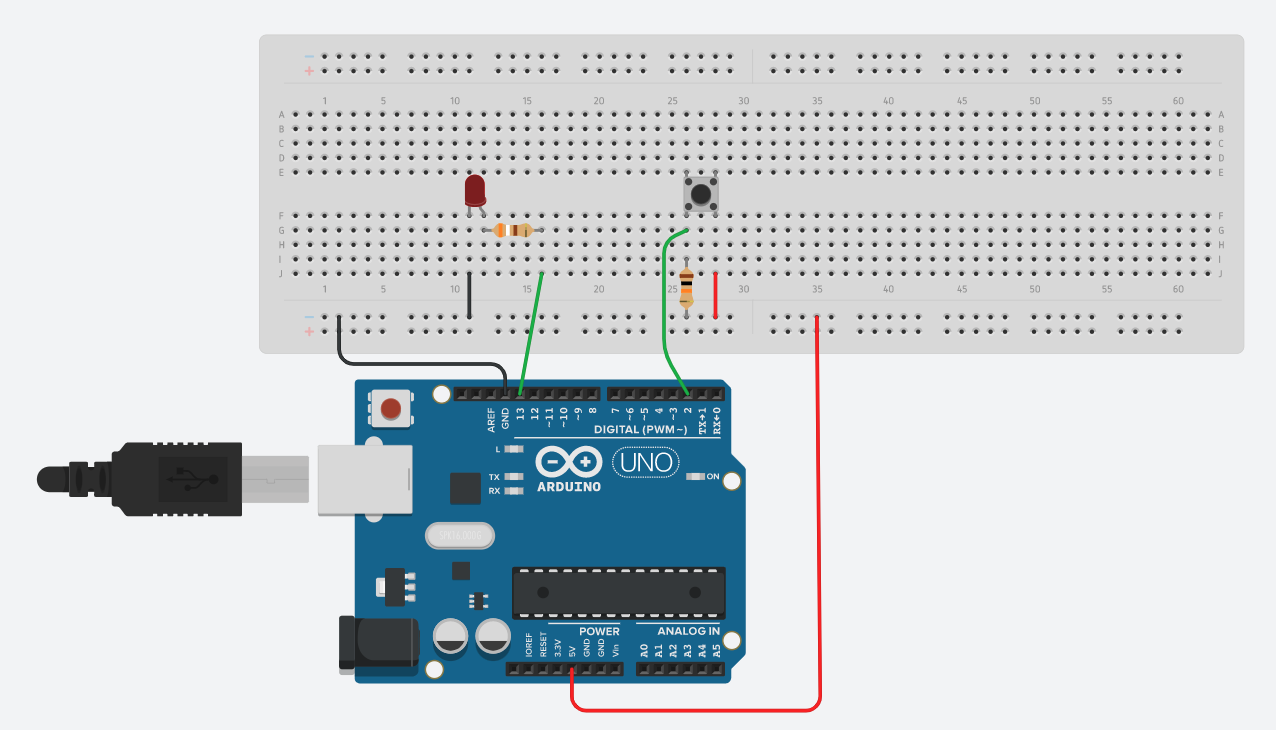 − −
+ +
1 5 10 15 20 25 30 35 40 45 50 55 60
A A
B B
C C
D D
E E
F F
G G
H H
I I
J J
1 5 10 15 20 25 30 35 40 45 50 55 60
−
+
AREF GND 13 12 ~11 ~10 ~9 8 7 ~6 ~5 4 ~3 2 TX→1 RX←0
DIGITAL (PWM~)
L
UNO
TX ON
RX ARDUINO
POWER ANALOG IN
IOREF RESET 3.3V 5V GND GND Vin A0 A1 A2 A3 A4 A5